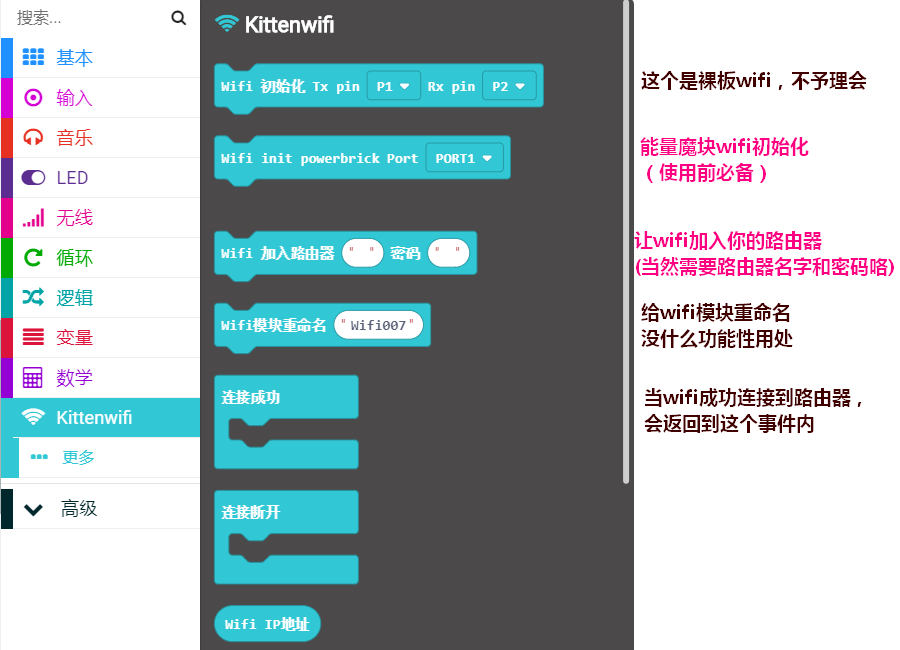 搜索...
基本
输入
音乐
LED
无线
循环
逻辑
变量
数学
Kittenwifi
更多
高级
Kittenwifi
Wifi 初始化 Tx pin P1 Rx pin P2
这个是裸板wifi，不予理会
Wifi init powerbrick Port PORT1
能量魔块wifi初始化
（使用前必备）
Wifi 加入路由器 " " 密码 " "
让wifi加入你的路由器
(当然需要路由器名字和密码咯)
Wifi模块重命名 "Wifi007"
给wifi模块重命名
没什么功能性用处
连接成功
当wifi成功连接到路由器，
会返回到这个事件内
连接断开
Wifi IP地址